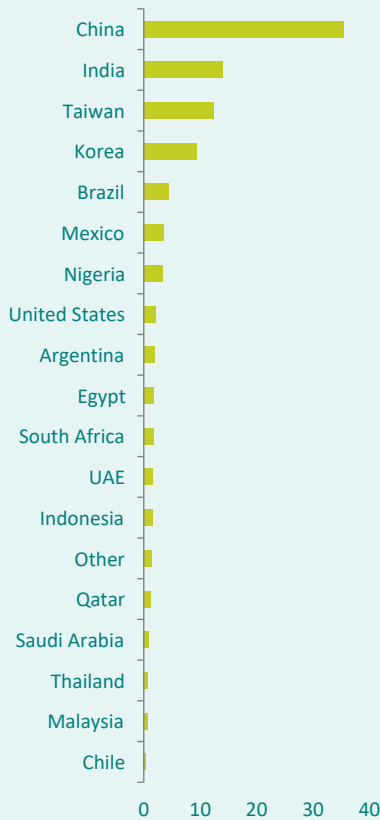 China
India
Taiwan
Korea
Brazil
Mexico
Nigeria
United States
Argentina
Egypt
South Africa
UAE
Indonesia
Other
Qatar
Saudi Arabia
Thailand
Malaysia
Chile
0 10 20 30 40